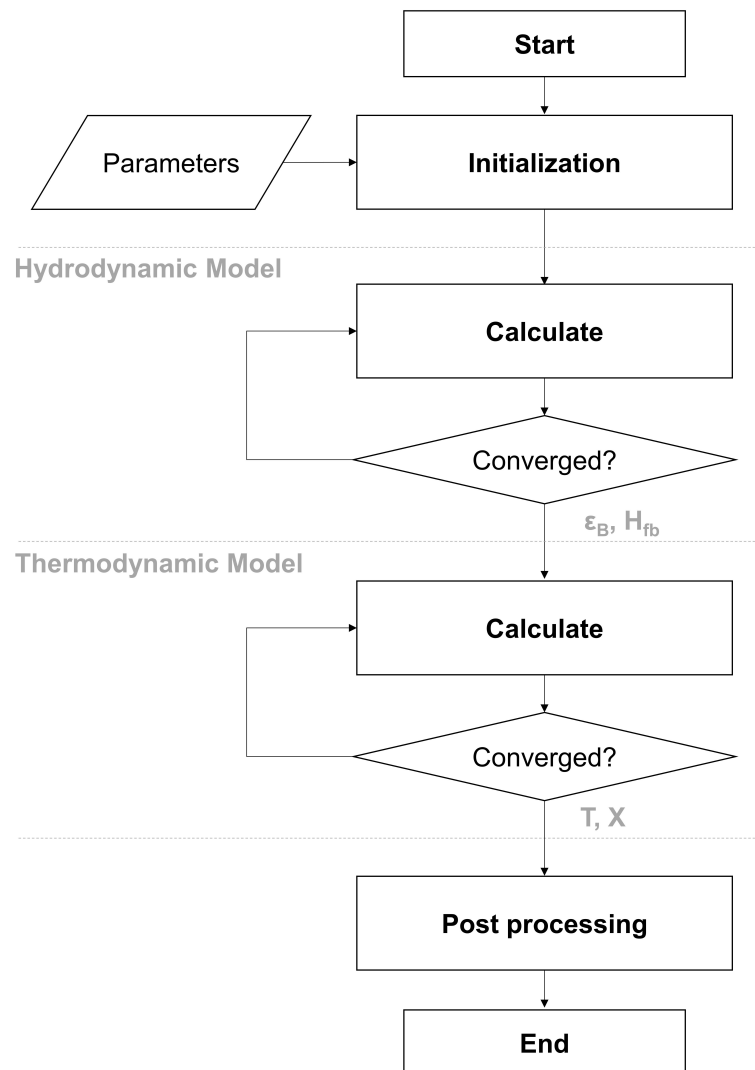 Start
Parameters
Initialization
Hydrodynamic Model
Calculate
Converged?
εB, Hfb
Thermodynamic Model
Calculate
Converged?
T, X
Post processing
End